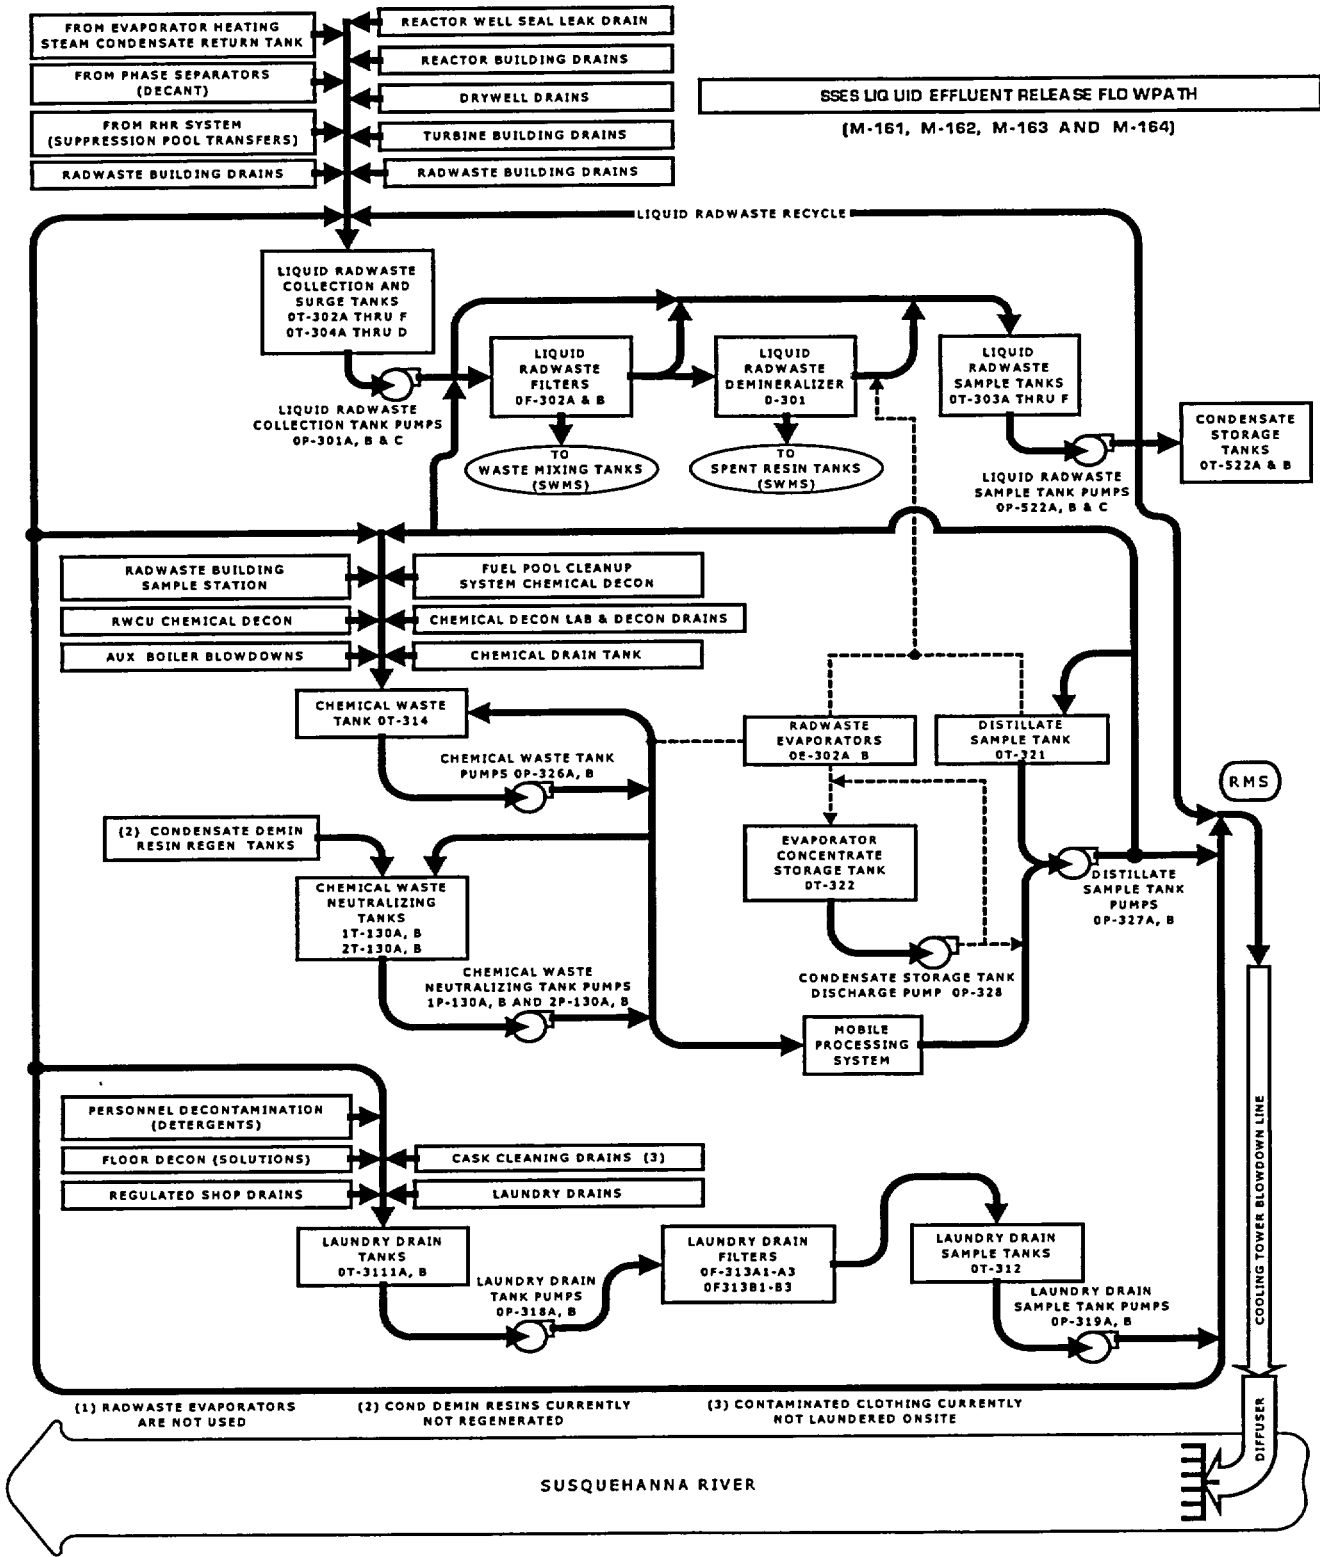 FROM EVAPORATOR HEATING
STEAM CONDENSATE RETURN TANK
FROM PHASE SEPARATORS
(DECANT)
FROM RHR SYSTEM
(SUPPRESSION POOL TRANSFERS)
RADWASTE BUILDING DRAINS
REACTOR WELL SEAL LEAK DRAIN
REACTOR BUILDING DRAINS
DRYWELL DRAINS
TURBINE BUILDING DRAINS
RADWASTE BUILDING DRAINS
SSES LIQUID EFFLUENT RELEASE FLOWPATH
(M-161, M-162, M-163 AND M-164)
LIQUID RADWASTE RECYCLE
LIQUID RADWASTE
COLLECTION AND
SURGE TANKS
0T-302A THRU F
0T-304A THRU D
LIQUID RADWASTE
COLLECTION TANK PUMPS
0P-301A, B & C
LIQUID
RADWASTE
FILTERS
0F-302A & B
TO
WASTE MIXING TANKS
(SWMS)
LIQUID
RADWASTE
DEMINERALIZER
0-301
TO
SPENT RESIN TANKS
(SWMS)
LIQUID
RADWASTE
SAMPLE TANKS
0T-303A THRU F
LIQUID RADWASTE
SAMPLE TANK PUMPS
0P-522A, B & C
CONDENSATE
STORAGE
TANKS
0T-522A & B
RADWASTE BUILDING
SAMPLE STATION
RWCU CHEMICAL DECON
AUX BOILER BLOWDOWNS
FUEL POOL CLEANUP
SYSTEM CHEMICAL DECON
CHEMICAL DECON LAB & DECON DRAINS
CHEMICAL DRAIN TANK
CHEMICAL WASTE
TANK 0T-314
CHEMICAL WASTE TANK
PUMPS 0P-326A, B
RADWASTE
EVAPORATORS
0E-302A B
DISTILLATE
SAMPLE TANK
0T-321
RMS
(2) CONDENSATE DEMIN
RESIN REGEN TANKS
CHEMICAL WASTE
NEUTRALIZING
TANKS
1T-130A, B
2T-130A, B
EVAPORATOR
CONCENTRATE
STORAGE TANK
0T-322
DISTILLATE
SAMPLE TANK
PUMPS
0P-327A, B
CHEMICAL WASTE
NEUTRALIZING TANK PUMPS
1P-130A, B AND 2P-130A, B
CONDENSATE STORAGE TANK
DISCHARGE PUMP 0P-328
MOBILE
PROCESSING
SYSTEM
PERSONNEL DECONTAMINATION
(DETERGENTS)
FLOOR DECON (SOLUTIONS)
REGULATED SHOP DRAINS
CASK CLEANING DRAINS (3)
LAUNDRY DRAINS
LAUNDRY DRAIN
TANKS
0T-3111A, B
LAUNDRY DRAIN
TANK PUMPS
0P-318A, B
LAUNDRY DRAIN
FILTERS
0F-313A1-A3
0F313B1-B3
LAUNDRY DRAIN
SAMPLE TANKS
0T-312
LAUNDRY DRAIN
SAMPLE TANK PUMPS
0P-319A, B
COOLING TOWER BLOWDOWN LINE
DIFFUSER
(1) RADWASTE EVAPORATORS
ARE NOT USED
(2) COND DEMIN RESINS CURRENTLY
NOT REGENERATED
(3) CONTAMINATED CLOTHING CURRENTLY
NOT LAUNDERED ONSITE
SUSQUEHANNA RIVER